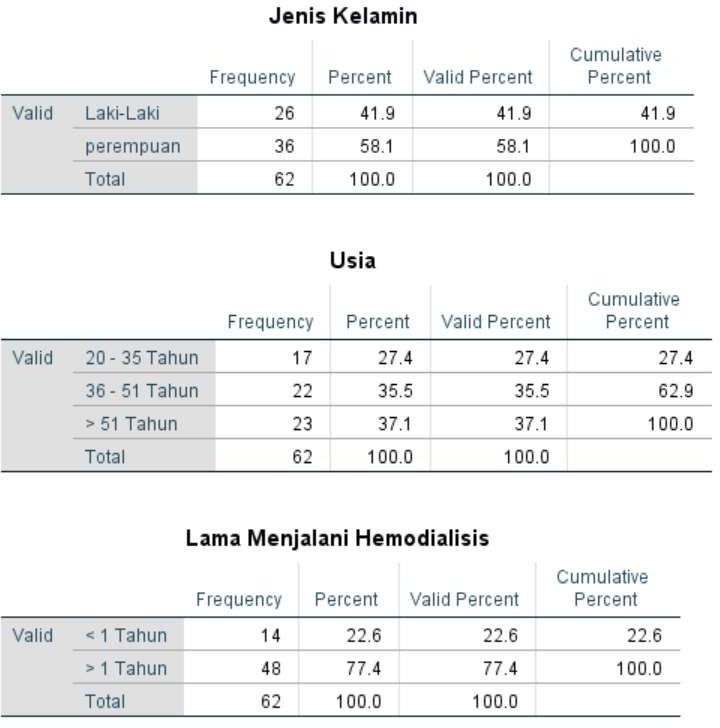 Jenis Kelamin
Frequency Percent Valid Percent Cumulative Percent
Valid Laki-Laki 26 41.9 41.9 41.9
perempuan 36 58.1 58.1 100.0
Total 62 100.0 100.0
Usia
Frequency Percent Valid Percent Cumulative Percent
Valid 20 - 35 Tahun 17 27.4 27.4 27.4
36 - 51 Tahun 22 35.5 35.5 62.9
> 51 Tahun 23 37.1 37.1 100.0
Total 62 100.0 100.0
Lama Menjalani Hemodialisis
Frequency Percent Valid Percent Cumulative Percent
Valid < 1 Tahun 14 22.6 22.6 22.6
> 1 Tahun 48 77.4 77.4 100.0
Total 62 100.0 100.0